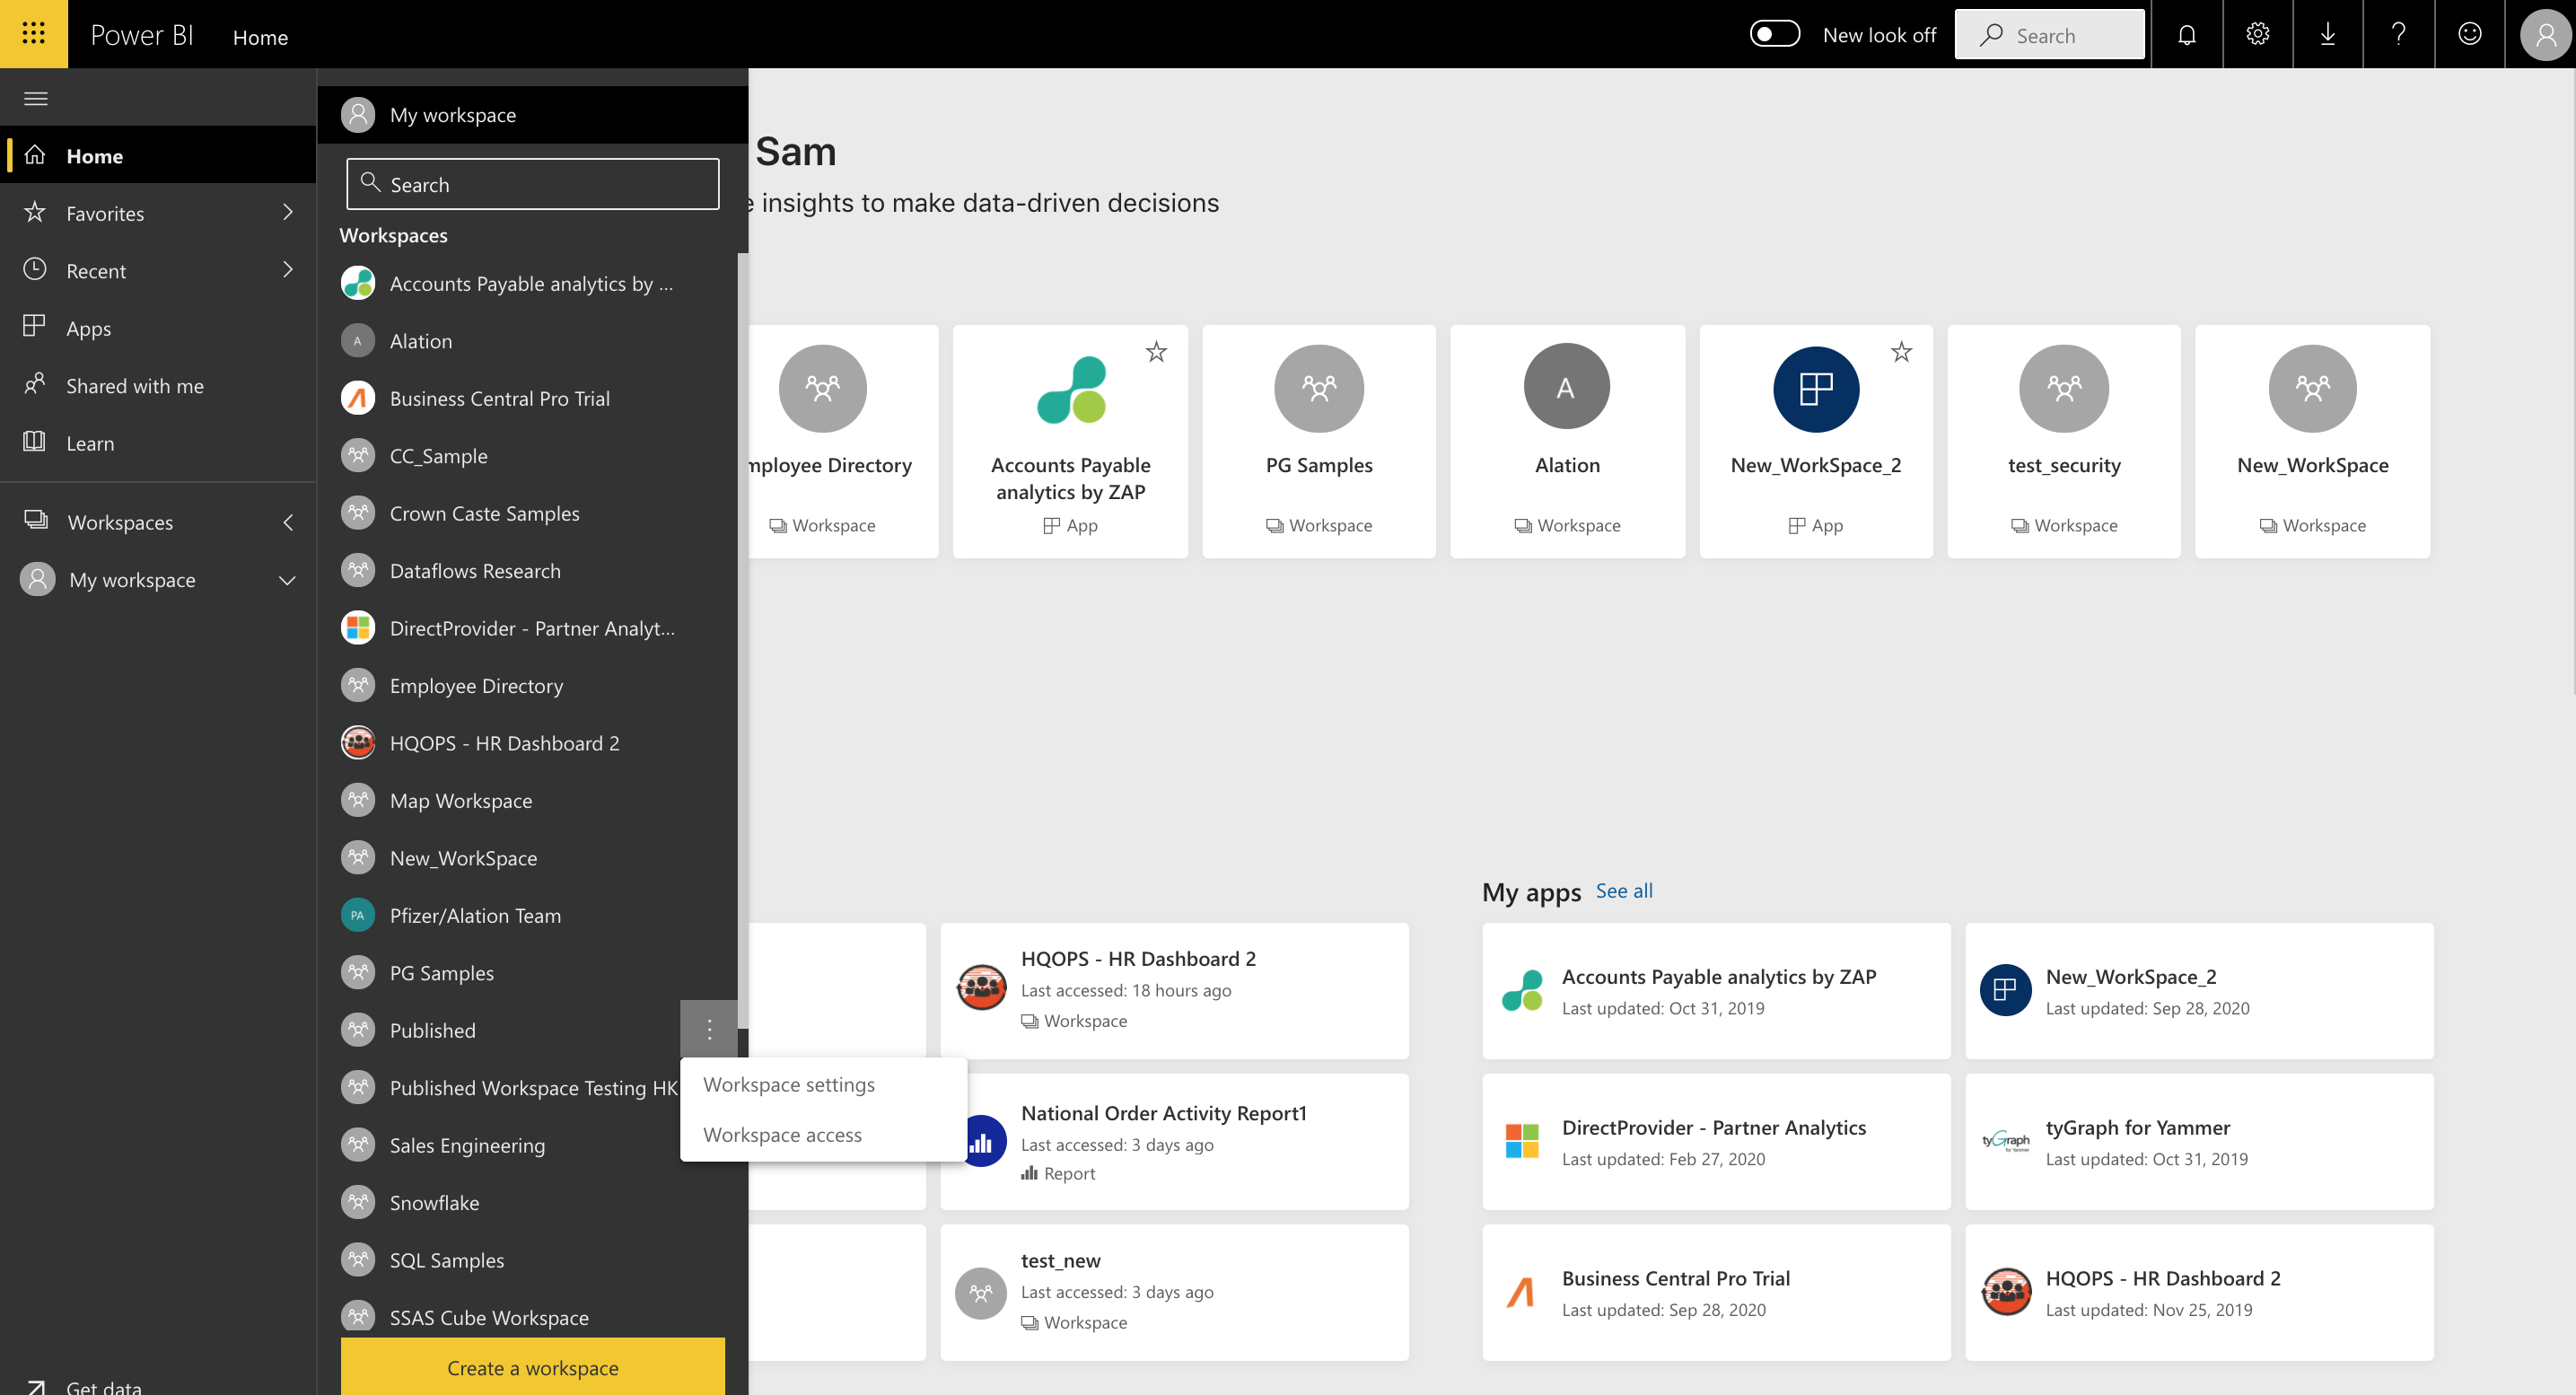 Power BI
Home
New look off
Search
Home
Favorites
Recent
Apps
Shared with me
Learn
Workspaces
My workspace
Get data
My workspace
Search
Workspaces
Accounts Payable analytics by ...
A
Alation
Business Central Pro Trial
CC_Sample
Crown Caste Samples
Dataflows Research
DirectProvider - Partner Analyt...
Employee Directory
HQOPS - HR Dashboard 2
Map Workspace
New_WorkSpace
PA
Pfizer/Alation Team
PG Samples
Published
Published Workspace Testing HK
Sales Engineering
Snowflake
SQL Samples
SSAS Cube Workspace
Create a workspace
Workspace settings
Workspace access
Sam
insights to make data-driven decisions
Directory
Workspace
Accounts Payable
analytics by ZAP
App
PG Samples
Workspace
A
Alation
Workspace
New_WorkSpace_2
App
test_security
Workspace
New_WorkSpace
Workspace
HQOPS - HR Dashboard 2
Last accessed: 18 hours ago
Workspace
National Order Activity Report1
Last accessed: 3 days ago
Report
test_new
Last accessed: 3 days ago
Workspace
My apps
See all
Accounts Payable analytics by ZAP
Last updated: Oct 31, 2019
New_WorkSpace_2
Last updated: Sep 28, 2020
DirectProvider - Partner Analytics
Last updated: Feb 27, 2020
tyGraph
for Yammer
tyGraph for Yammer
Last updated: Oct 31, 2019
Business Central Pro Trial
Last updated: Sep 28, 2020
HQOPS - HR Dashboard 2
Last updated: Nov 25, 2019